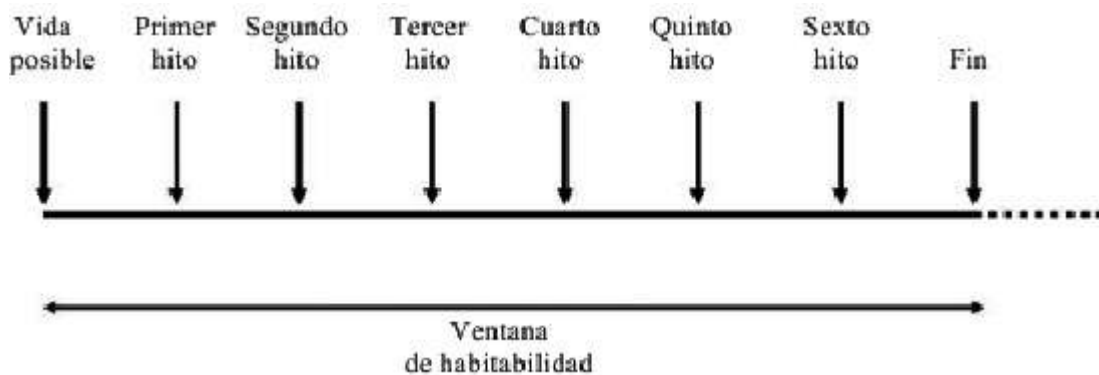 Vida posible
Primer hito
Segundo hito
Tercer hito
Cuarto hito
Quinto hito
Sexto hito
Fin
Ventana
de habitabilidad